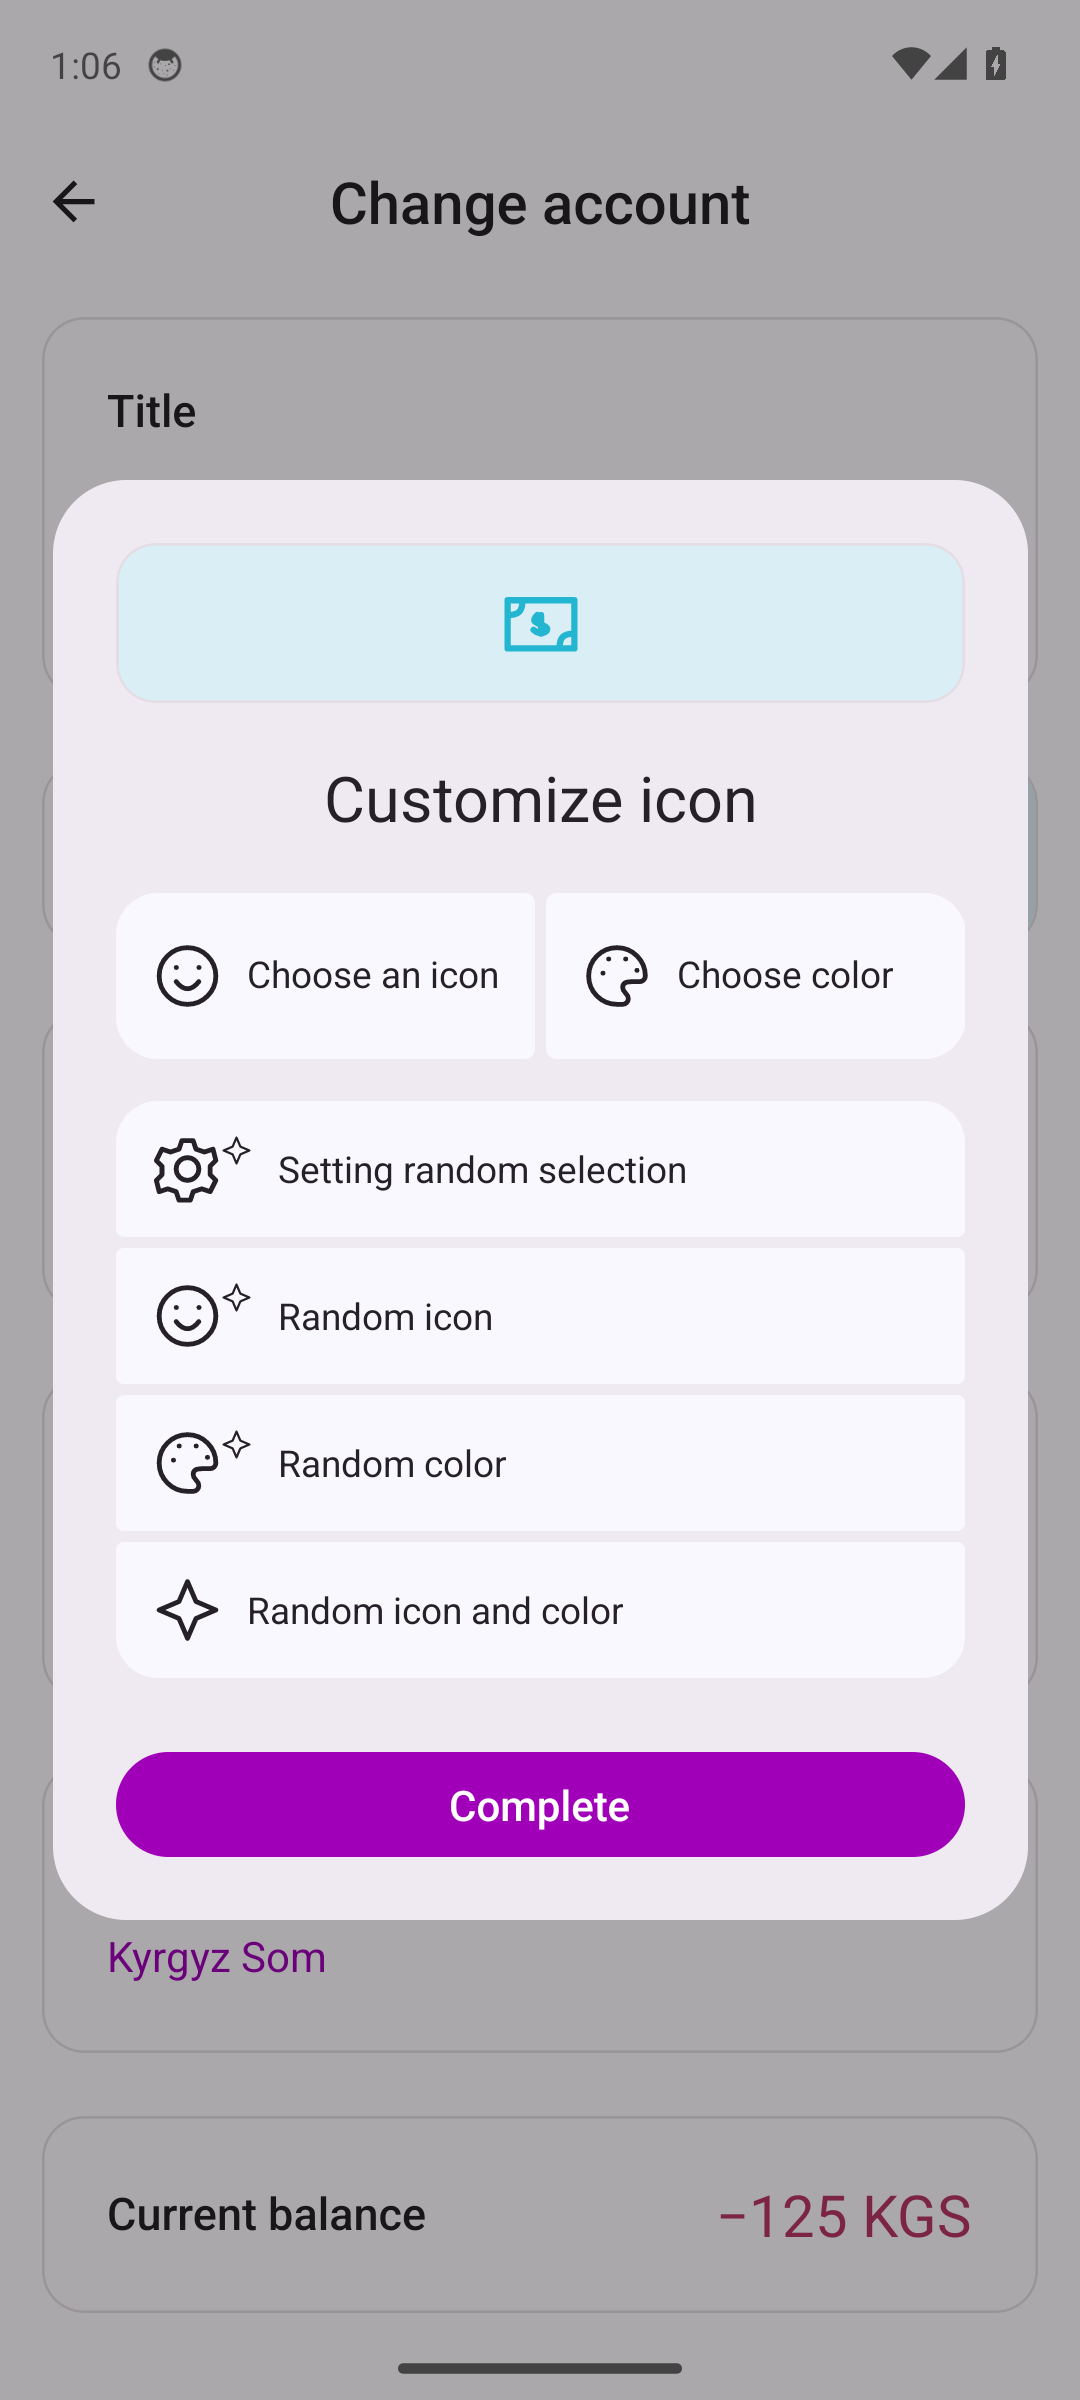 1:06
Change account
Title
Customize icon
Choose an icon
Choose color
Setting random selection
Random icon
Random color
Random icon and color
Complete
Kyrgyz Som
Current balance
−125 KGS